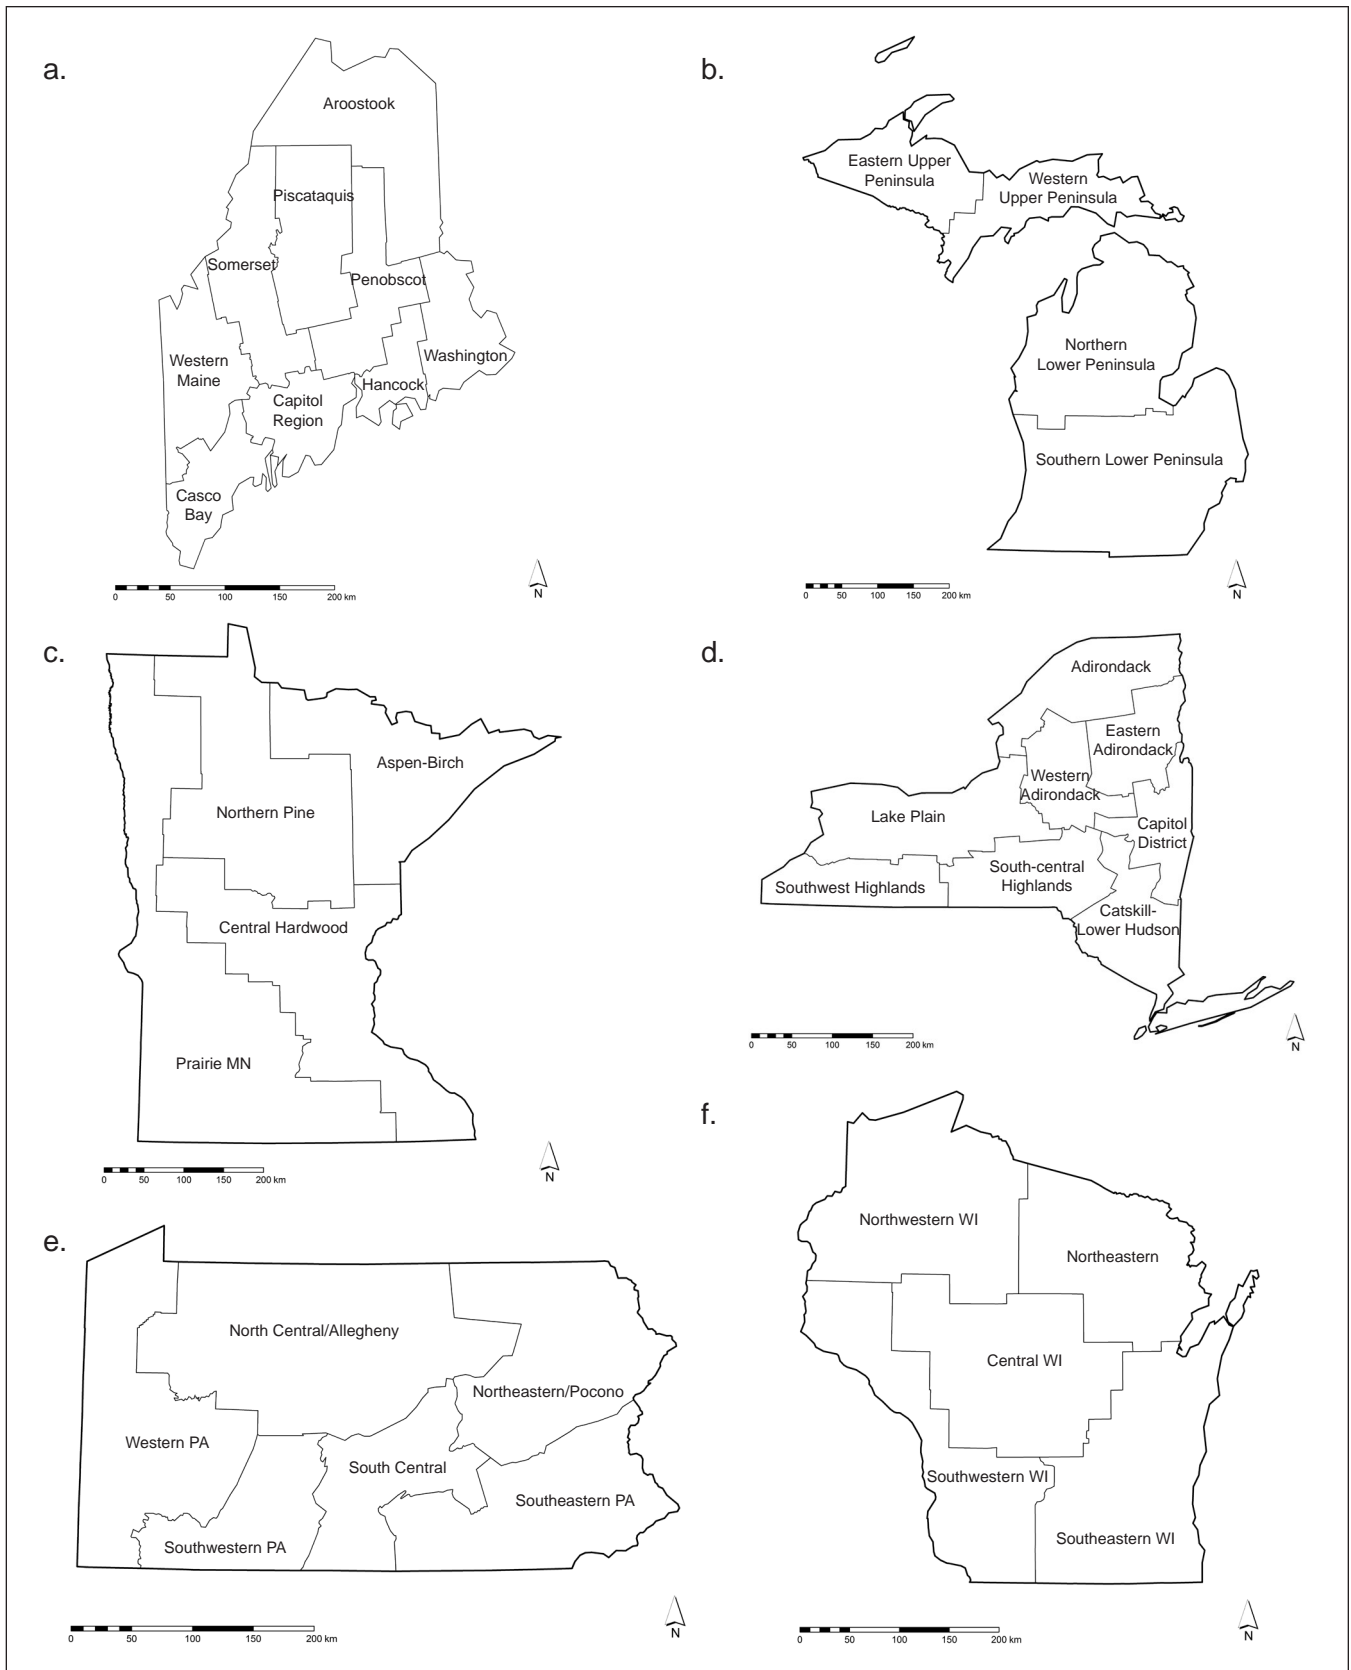 a.
Aroostook
Piscataquis
Somerset
Penobscot
Western
Maine
Washington
Hancock
Capitol
Region
Casco
Bay
N
0 50 100 150 200 km
b.
Eastern Upper
Peninsula
Western
Upper Peninsula
Northern
Lower Peninsula
Southern Lower Peninsula
N
0 50 100 150 200 km
c.
Aspen-Birch
Northern Pine
Central Hardwood
Prairie MN
N
0 50 100 150 200 km
d.
Adirondack
Eastern
Adirondack
Western
Adirondack
Lake Plain
Capitol
District
South-central
Highlands
Southwest Highlands
Catskill-
Lower Hudson
N
0 50 100 150 200 km
e.
North Central/Allegheny
Northeastern/Pocono
Western PA
South Central
Southeastern PA
Southwestern PA
N
0 50 100 150 200 km
f.
Northwestern WI
Northeastern
Central WI
Southwestern WI
Southeastern WI
N
0 50 100 150 200 km